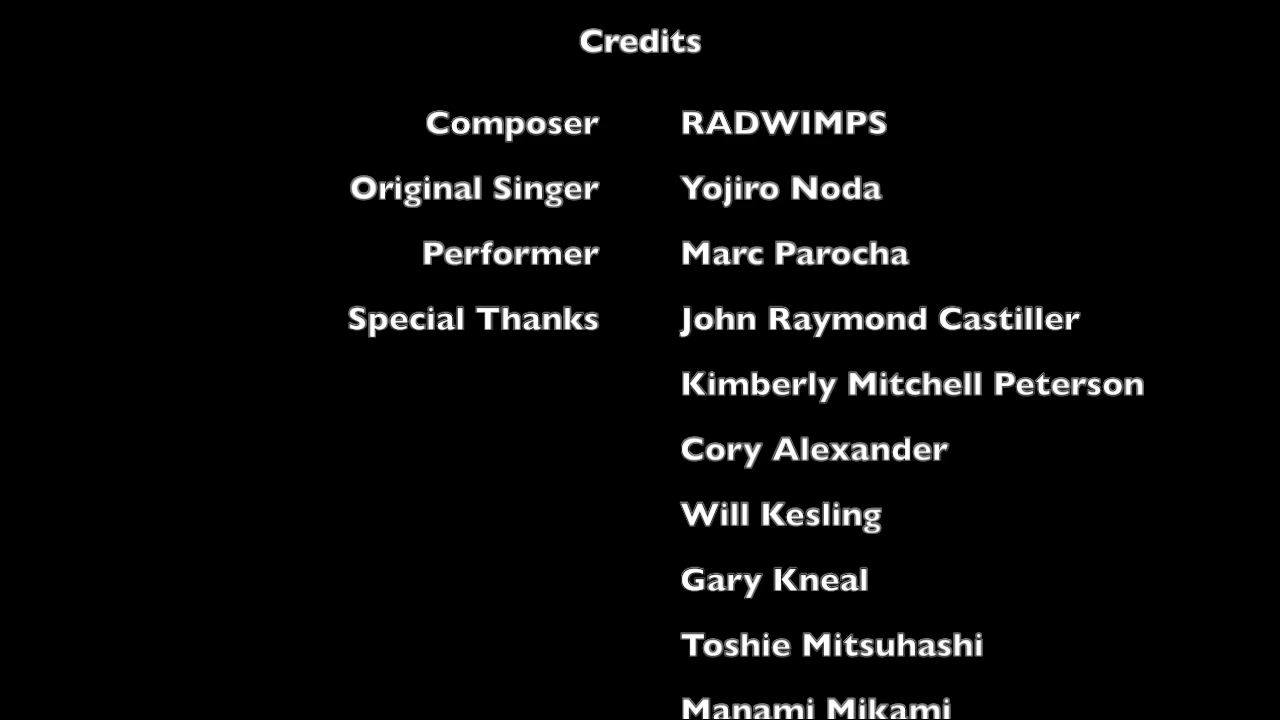 Credits
Composer RADWIMPS
Original Singer Yojiro Noda
Performer Marc Parocha
Special Thanks John Raymond Castiller
Kimberly Mitchell Peterson
Cory Alexander
Will Kesling
Gary Kneal
Toshie Mitsuhashi
Manami Mikami